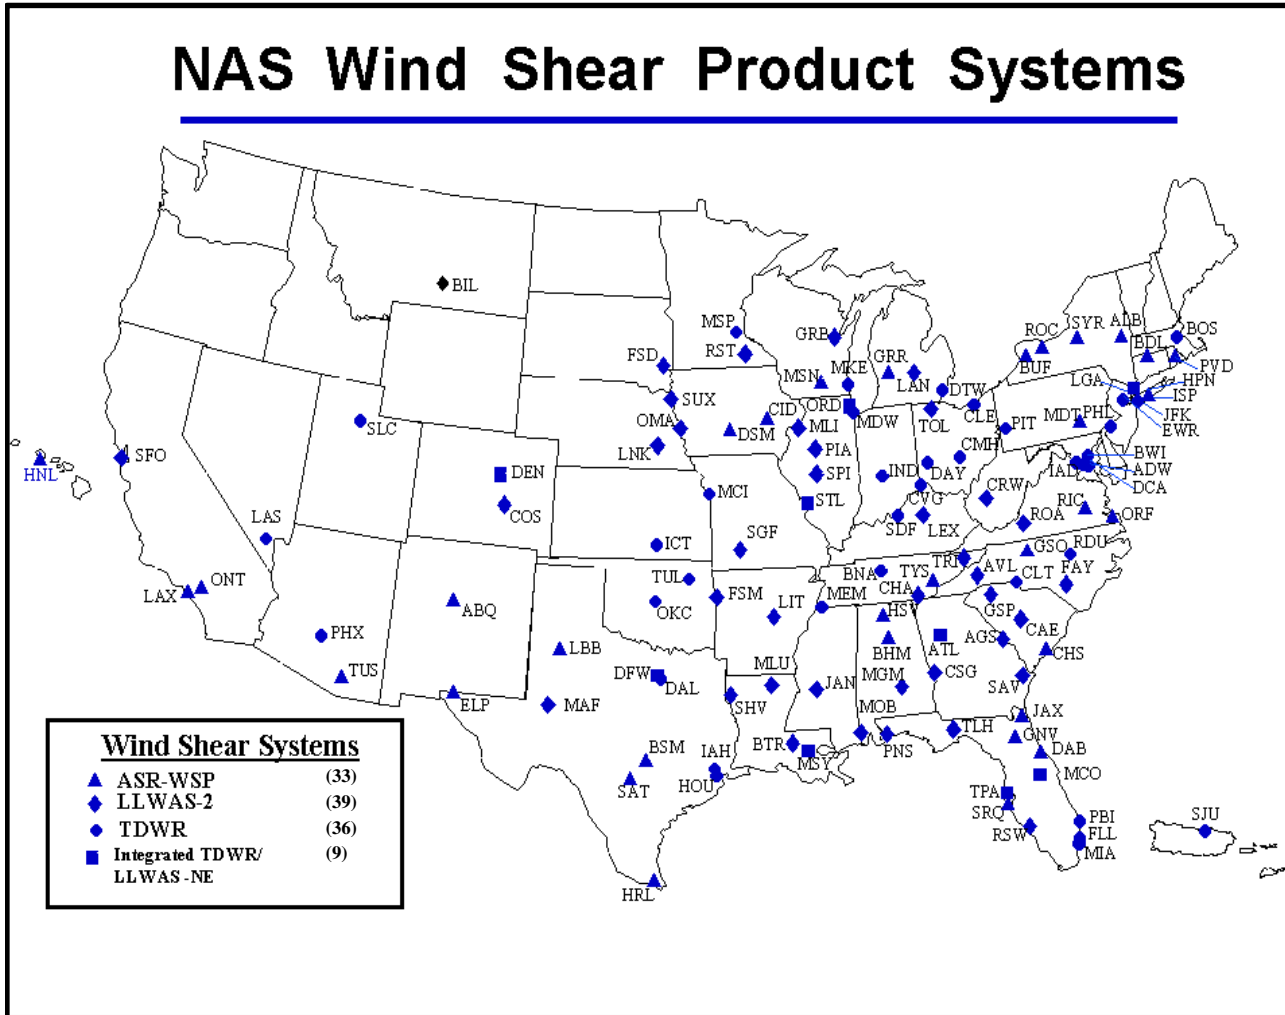 NAS Wind Shear Product Systems
BIL
MSP
RST
GRB
FSD
MSN
MKE
GRR
LAN
DTW
ROC
SYR
ALB
BOS
BUF
BDL
PVD
LGA
HPN
ISP
JFK
EWR
SUX
OMA
LNK
DSM
CID
ORD
MDW
MLI
PIA
SPI
STL
TOL
CLE
PIT
MDT
PHL
CMH
IND
DAY
CVG
SDF
LEX
CRW
IAD
BWI
ADW
DCA
RIC
ORF
ROA
SLC
SFO
HNL
DEN
COS
MCI
LAS
ICT
SGF
LAX
ONT
ABQ
TUL
OKC
FSM
LIT
MEM
BNA
TYS
CHA
TRI
AVL
GSO
RDU
CLT
FAY
GSP
CAE
AGS
CHS
HSV
BHM
ATL
PHX
TUS
ELP
LBB
MAF
DFW
DAL
MLU
SHV
JAN
MGM
CSG
SAV
MOB
PNS
TLH
JAX
GNV
DAB
MCO
BTR
MSY
BSM
SAT
IAH
HOU
HRL
TPA
SRQ
RSW
PBI
FLL
MIA
SJU
Wind Shear Systems
ASR-WSP (33)
LLWAS-2 (39)
TDWR (36)
Integrated TDWR/ (9)
LLWAS-NE